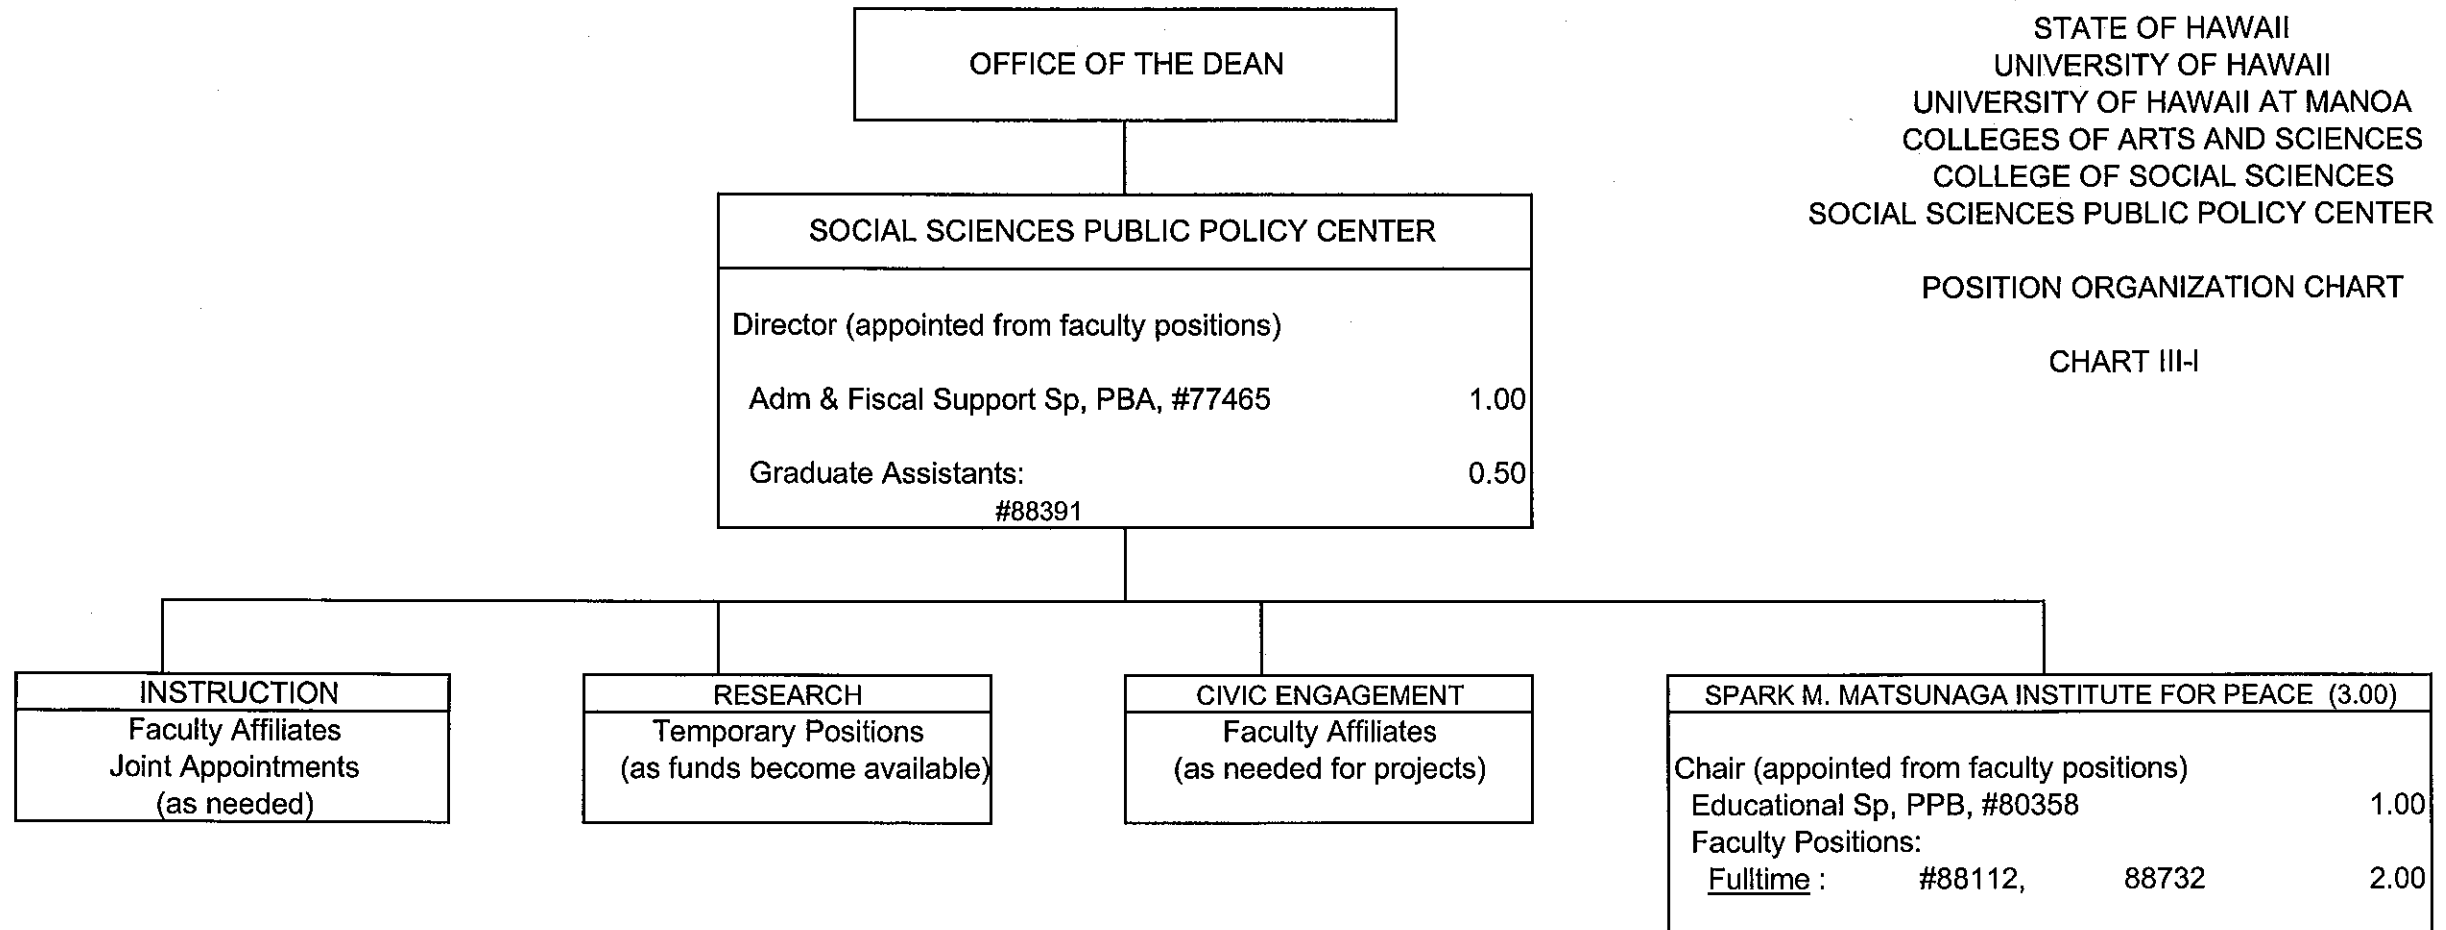 OFFICE OF THE DEAN
STATE OF HAWAII
UNIVERSITY OF HAWAII
UNIVERSITY OF HAWAII AT MANOA
COLLEGES OF ARTS AND SCIENCES
COLLEGE OF SOCIAL SCIENCES
SOCIAL SCIENCES PUBLIC POLICY CENTER
POSITION ORGANIZATION CHART
CHART III-I
SOCIAL SCIENCES PUBLIC POLICY CENTER
Director (appointed from faculty positions)
Adm & Fiscal Support Sp, PBA, #77465 1.00
Graduate Assistants: 0.50
#88391
INSTRUCTION
Faculty Affiliates
Joint Appointments
(as needed)
RESEARCH
Temporary Positions
(as funds become available)
CIVIC ENGAGEMENT
Faculty Affiliates
(as needed for projects)
SPARK M. MATSUNAGA INSTITUTE FOR PEACE (3.00)
Chair (appointed from faculty positions)
Educational Sp, PPB, #80358 1.00
Faculty Positions:
Fulltime : #88112, 88732 2.00